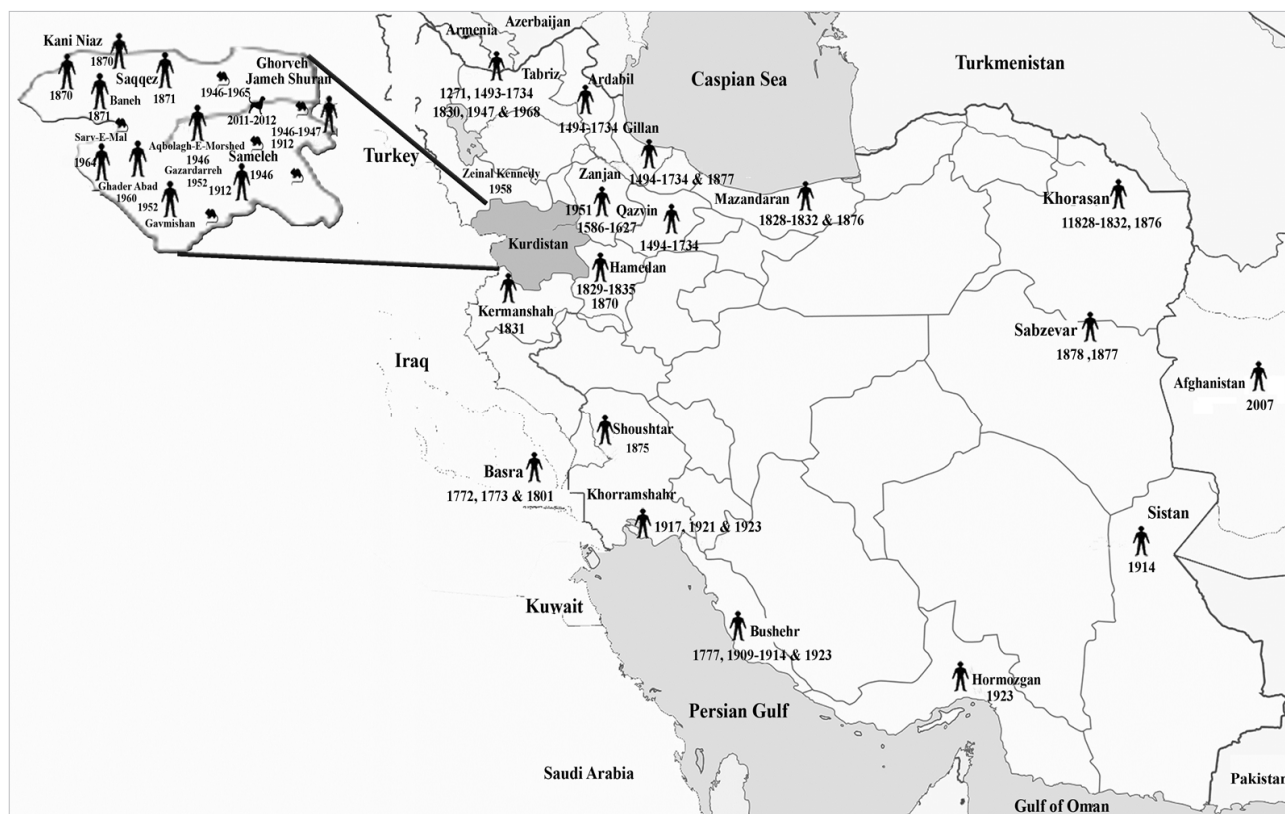 Kani Niaz
1870
1870
Saqqez
1871
Baneh
1871
1946-1965
Ghorveh
Jameh Shuran
2011-2012
1946-1947
1912
Sarv-E-Mal
1964
Aqbolagh-E-Morshed
1946
Gazardarreh
1952
Sameleh
1946
1912
Ghader Abad
1960
1952
Gavmishan
Armenia
Azerbaijan
Tabriz
1271, 1493-1734
1830, 1947 & 1968
Ardabil
1494-1734
Gillan
1494-1734 & 1877
Caspian Sea
Turkmenistan
Turkey
Zeinal Kennedy
1958
Zanjan
1951
1586-1627
Qazvin
1494-1734
Mazandaran
1828-1832 & 1876
Khorasan
11828-1832, 1876
Kurdistan
Hamedan
1829-1835
1870
Kermanshah
1831
Sabzevar
1878 ,1877
Iraq
Afghanistan
2007
Shoushtar
1875
Basra
1772, 1773 & 1801
Khorramshahr
1917, 1921 & 1923
Sistan
1914
Kuwait
Bushehr
1777, 1909-1914 & 1923
Hormozgan
1923
Persian Gulf
Saudi Arabia
Pakistan
Gulf of Oman